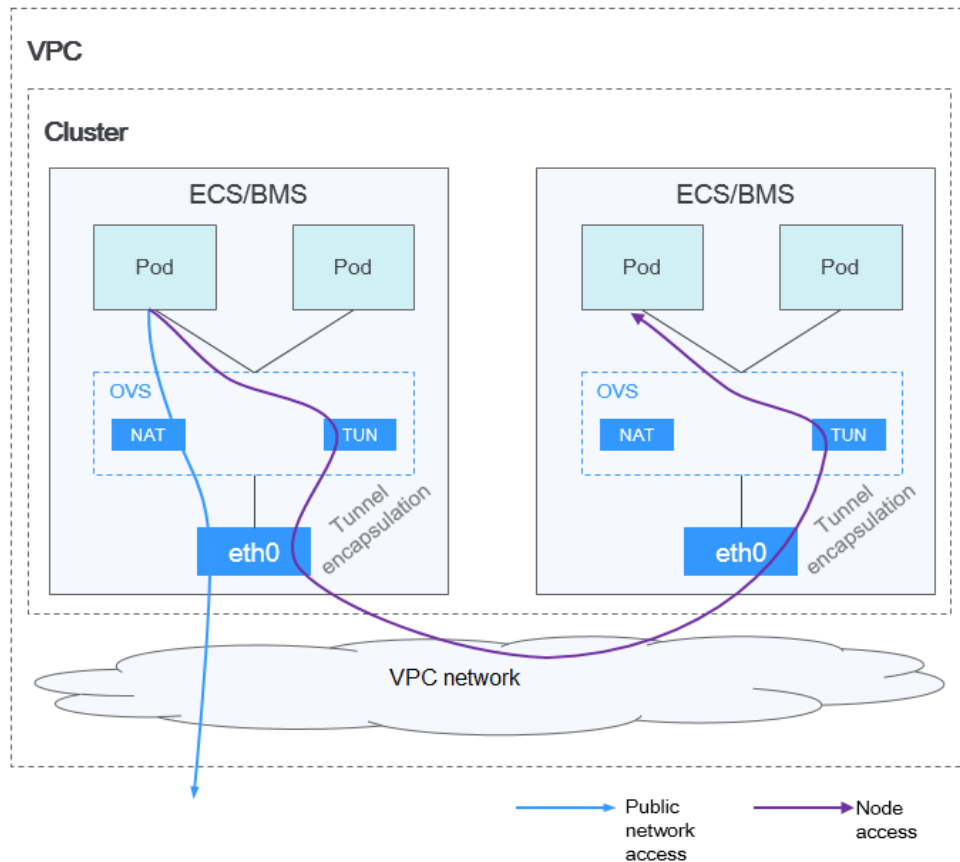 VPC
Cluster
ECS/BMS
Pod
Pod
OVS
NAT
TUN
Tunnel
encapsulation
eth0
ECS/BMS
Pod
Pod
OVS
NAT
TUN
Tunnel
encapsulation
eth0
VPC network
Public
network
access
Node
access